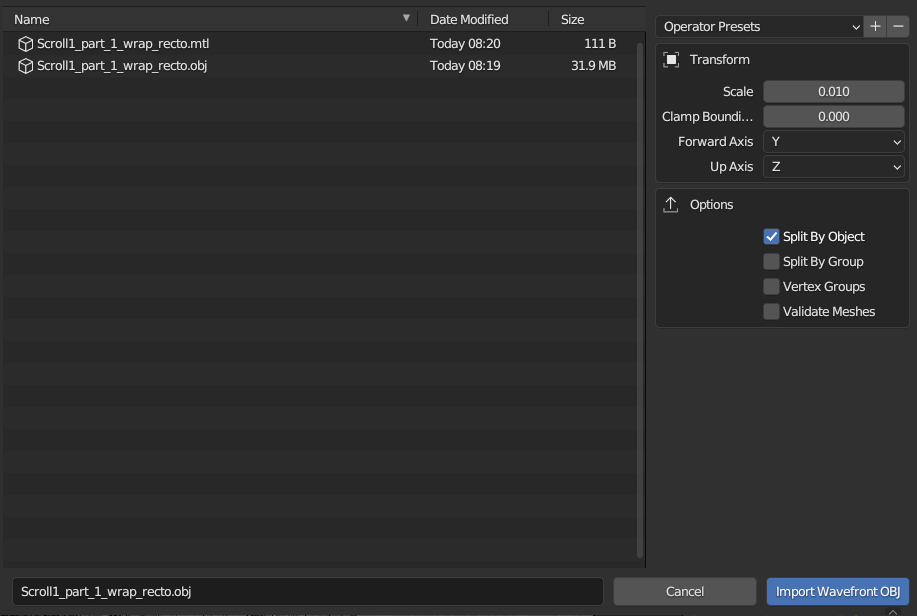 Name Date Modified Size
Scroll1_part_1_wrap_recto.mtl Today 08:20 111 B
Scroll1_part_1_wrap_recto.obj Today 08:19 31.9 MB
Operator Presets
Transform
Scale 0.010
Clamp Boundi... 0.000
Forward Axis Y
Up Axis Z
Options
Split By Object
Split By Group
Vertex Groups
Validate Meshes
Scroll1_part_1_wrap_recto.obj Cancel Import Wavefront OBJ